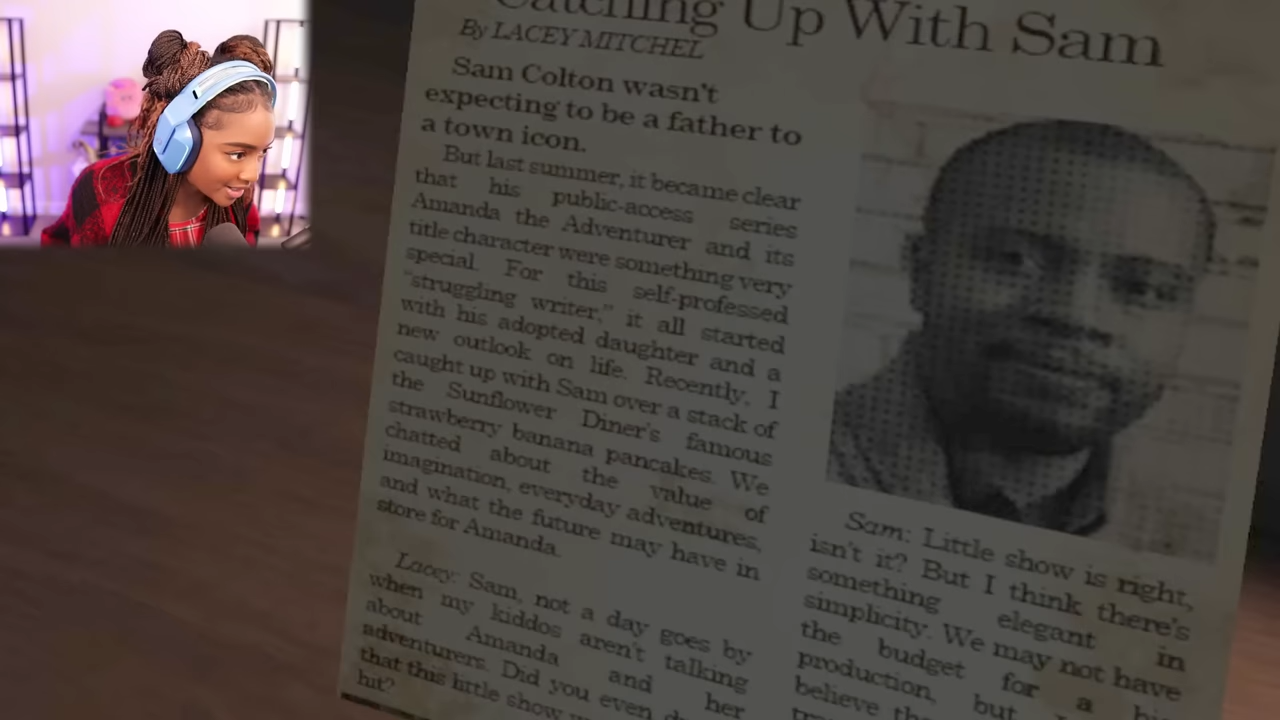 Catching Up With Sam
By LACEY MITCHEL
Sam Colton wasn't
expecting to be a father to
a town icon.
But last summer, it became clear
that his public-access series
Amanda the Adventurer and its
title character were something very
special. For this self-professed
"struggling writer," it all started
with his adopted daughter and a
new outlook on life. Recently, I
caught up with Sam over a stack of
the Sunflower Diner's famous
strawberry banana pancakes. We
chatted about the value of
imagination, everyday adventures,
and what the future may have in
store for Amanda.
Lacey: Sam, not a day goes by
when my kiddos aren't talking
about Amanda and her
adventurers. Did you even
that this little show
hit?
Sam: Little show is right,
isn't it? But I think there's
something elegant in
simplicity. We may not have
the budget for a
production, but
believe